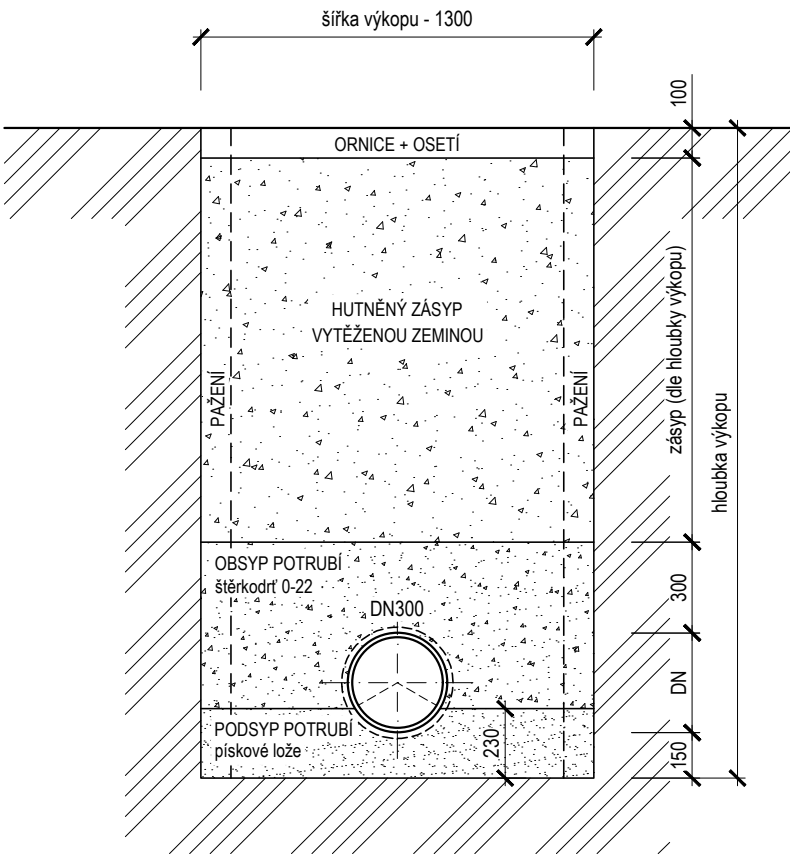 šířka výkopu - 1300
100
ORNICE + OSETÍ
HUTNĚNÝ ZÁSYP
VYTĚŽENOU ZEMINOU
PAŽENÍ
PAŽENÍ
zásyp (dle hloubky výkopu)
hloubka výkopu
OBSYP POTRUBÍ
štěrkodrť 0-22
DN300
300
DN
PODSYP POTRUBÍ
pískové lože
230
150